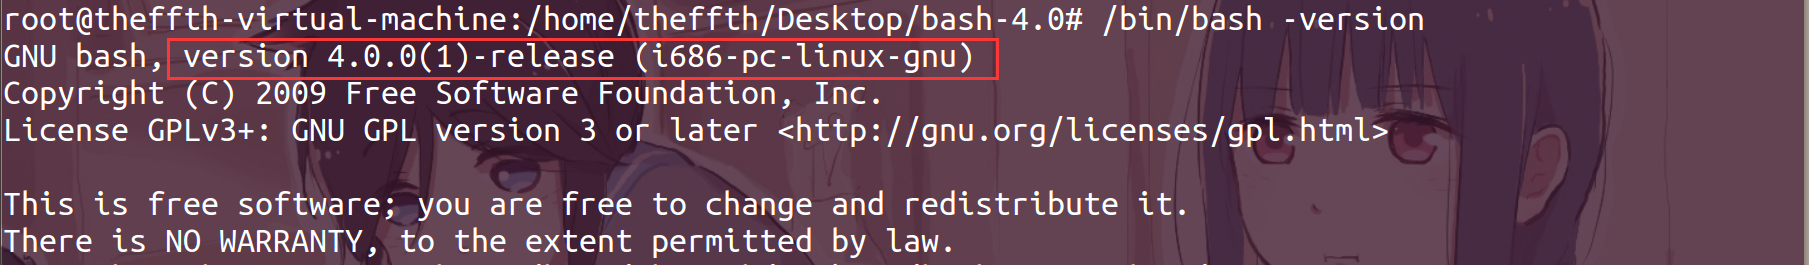 root@theffth-virtual-machine:/home/theffth/Desktop/bash-4.0# /bin/bash -version
GNU bash, version 4.0.0(1)-release (i686-pc-linux-gnu)
Copyright (C) 2009 Free Software Foundation, Inc.
License GPLv3+: GNU GPL version 3 or later <http://gnu.org/licenses/gpl.html>
This is free software; you are free to change and redistribute it.
There is NO WARRANTY, to the extent permitted by law.